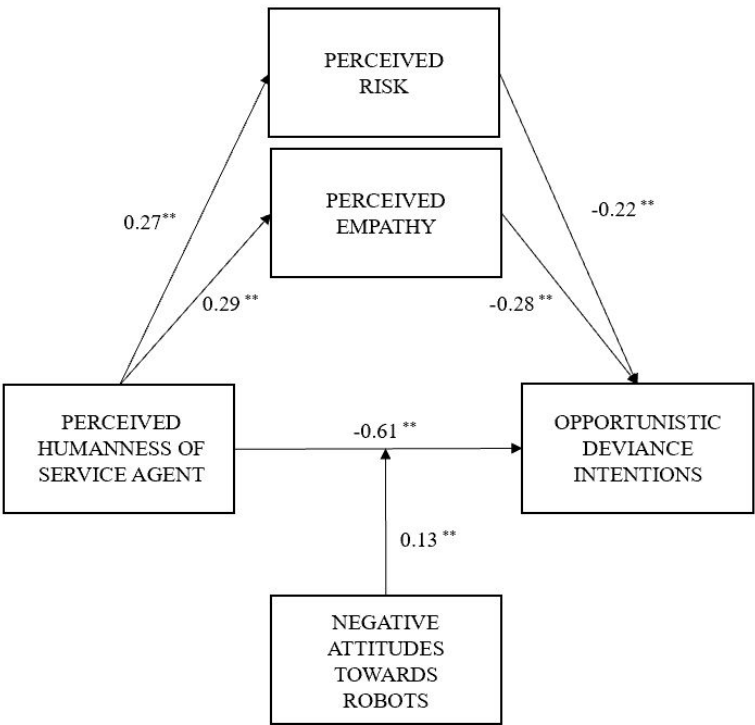 PERCEIVED
RISK
PERCEIVED
EMPATHY
0.27**
-0.22 **
0.29 **
-0.28 **
PERCEIVED
HUMANNESS OF
SERVICE AGENT
-0.61 **
OPPORTUNISTIC
DEVIANCE
INTENTIONS
0.13 **
NEGATIVE
ATTITUDES
TOWARDS
ROBOTS